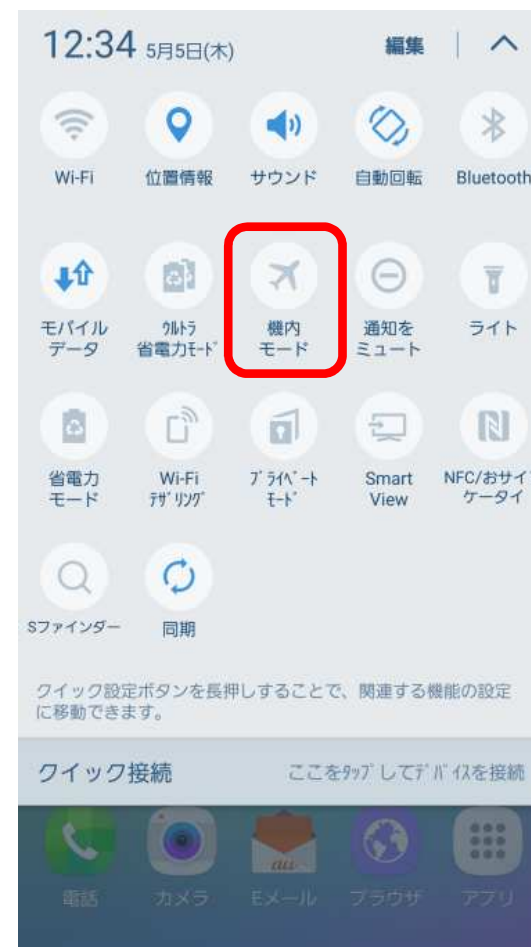 12:34 5月5日(木) 編集
Wi-Fi 位置情報 サウンド 自動回転 Bluetooth
モバイル ｳﾙﾄﾗ 機内 通知を ライト
データ 省電力ﾓｰﾄﾞ モード ミュート
省電力 Wi-Fi ﾌﾟﾗｲﾍﾞｰﾄ Smart NFC/おサイ
モード ﾃｻﾞﾘﾝｸﾞ ﾓｰﾄﾞ View ケータイ
Sファインダー 同期
クイック設定ボタンを長押しすることで、関連する機能の設定
に移動できます。
クイック接続 ここをﾀｯﾌﾟしてﾃﾞﾊﾞｲｽを接続
au
電話 カメラ Eメール ブラウザ アプリ